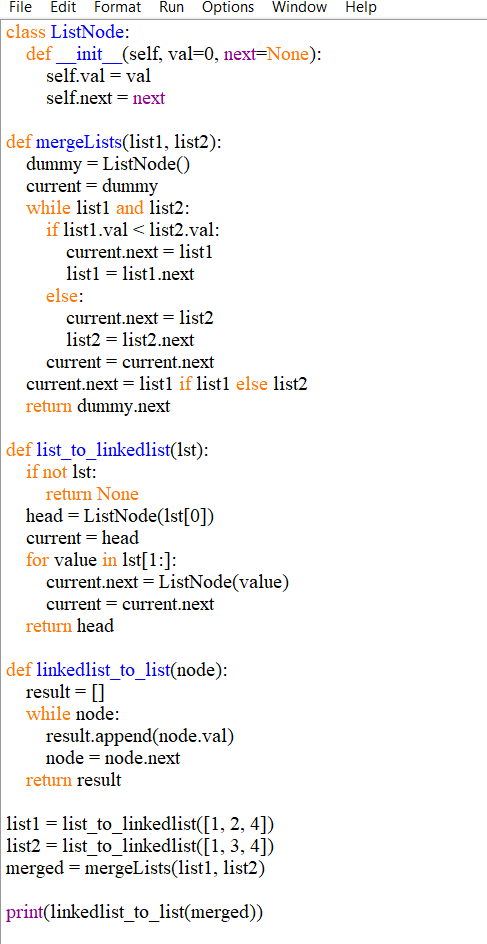 File Edit Format Run Options Window Help
class ListNode:
    def __init__(self, val=0, next=None):
        self.val = val
        self.next = next

def mergeLists(list1, list2):
    dummy = ListNode()
    current = dummy
    while list1 and list2:
        if list1.val < list2.val:
            current.next = list1
            list1 = list1.next
        else:
            current.next = list2
            list2 = list2.next
        current = current.next
    current.next = list1 if list1 else list2
    return dummy.next

def list_to_linkedlist(lst):
    if not lst:
        return None
    head = ListNode(lst[0])
    current = head
    for value in lst[1:]:
        current.next = ListNode(value)
        current = current.next
    return head

def linkedlist_to_list(node):
    result = []
    while node:
        result.append(node.val)
        node = node.next
    return result

list1 = list_to_linkedlist([1, 2, 4])
list2 = list_to_linkedlist([1, 3, 4])
merged = mergeLists(list1, list2)

print(linkedlist_to_list(merged))